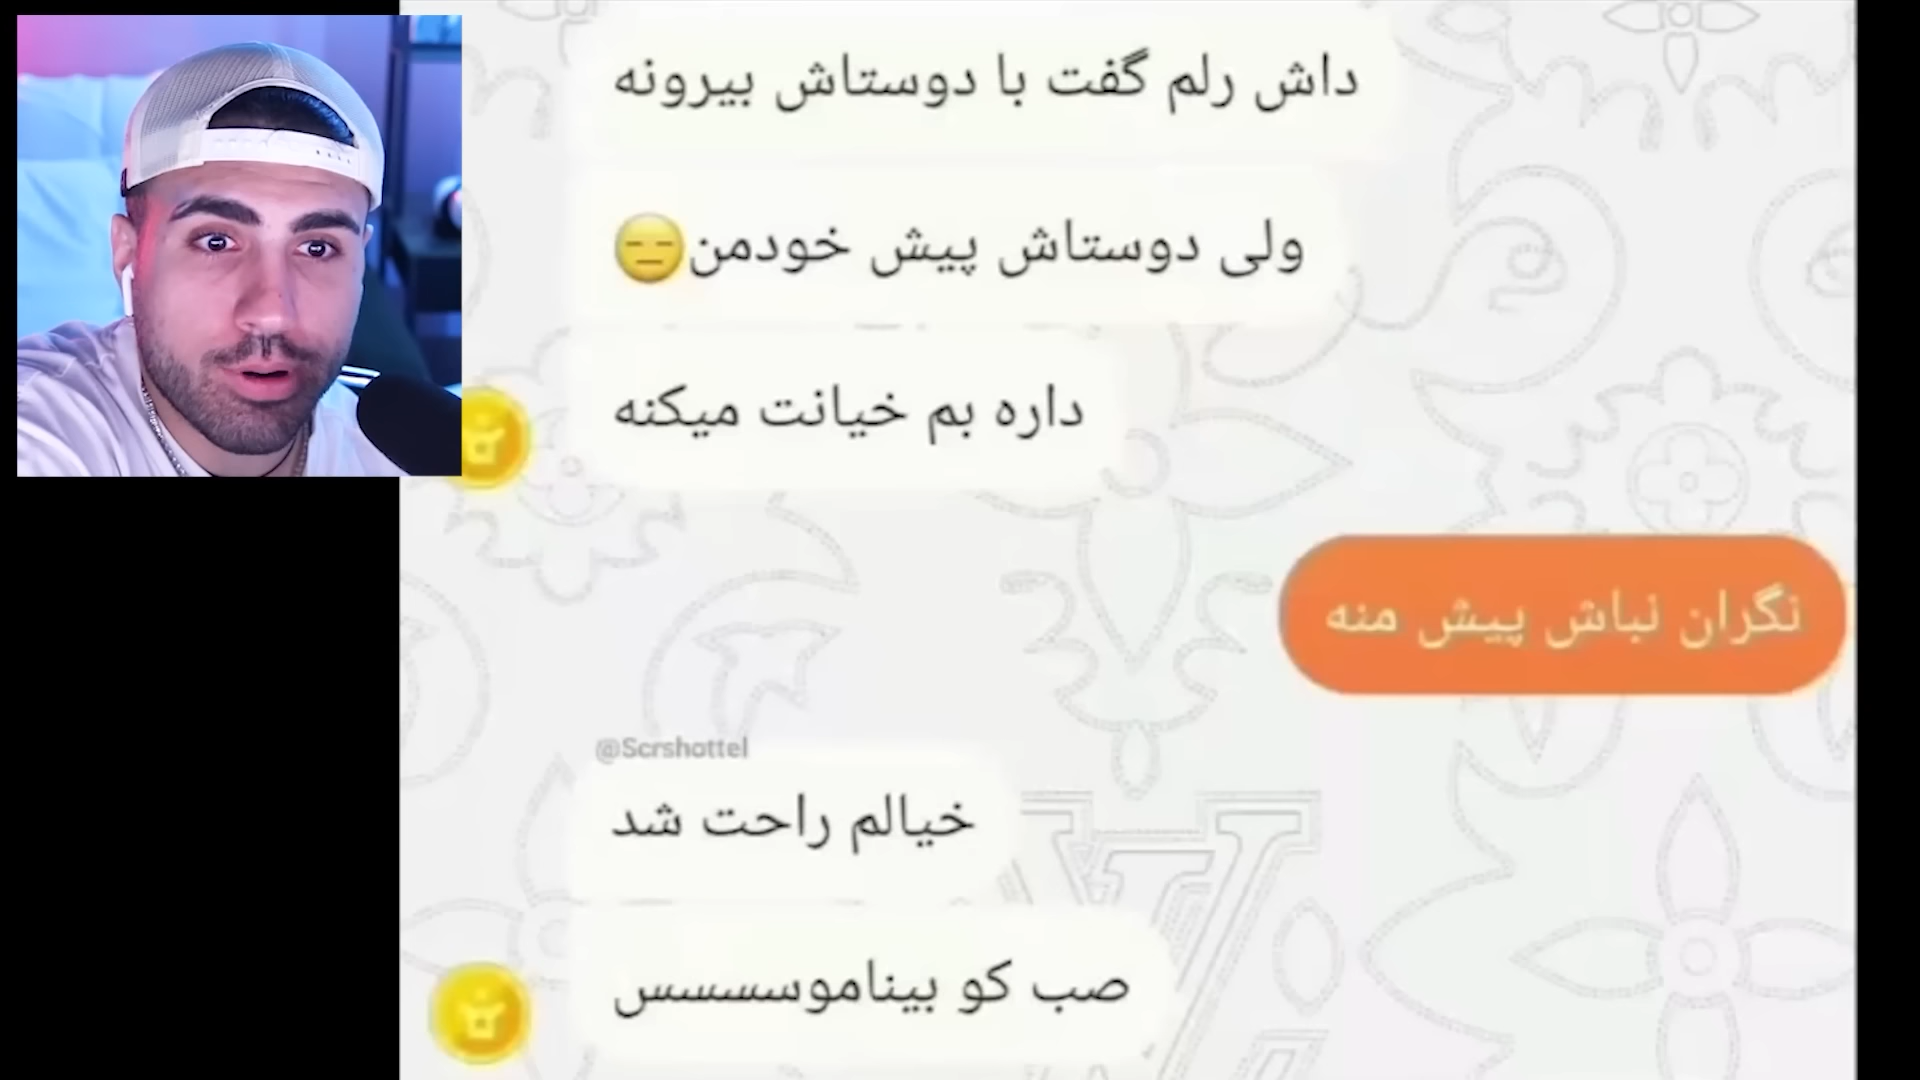 داش رلم گفت با دوستاش بیرونه
ولی دوستاش پیش خودمن😑
داره بم خیانت میکنه
نگران نباش پیش منه
@Scrshottel
خیالم راحت شد
صب کو بیناموسسسس